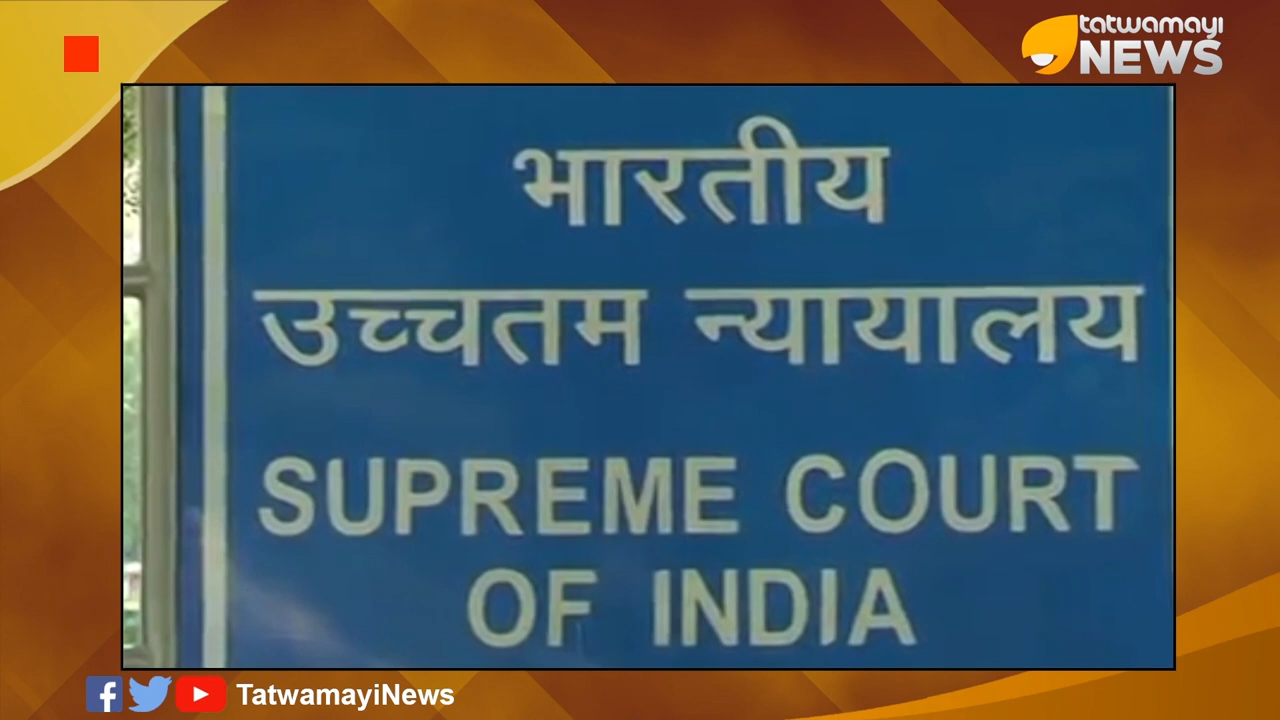 tatwamayi
NEWS
भारतीय
उच्चतम न्यायालय
SUPREME COURT
OF INDIA
TatwamayiNews